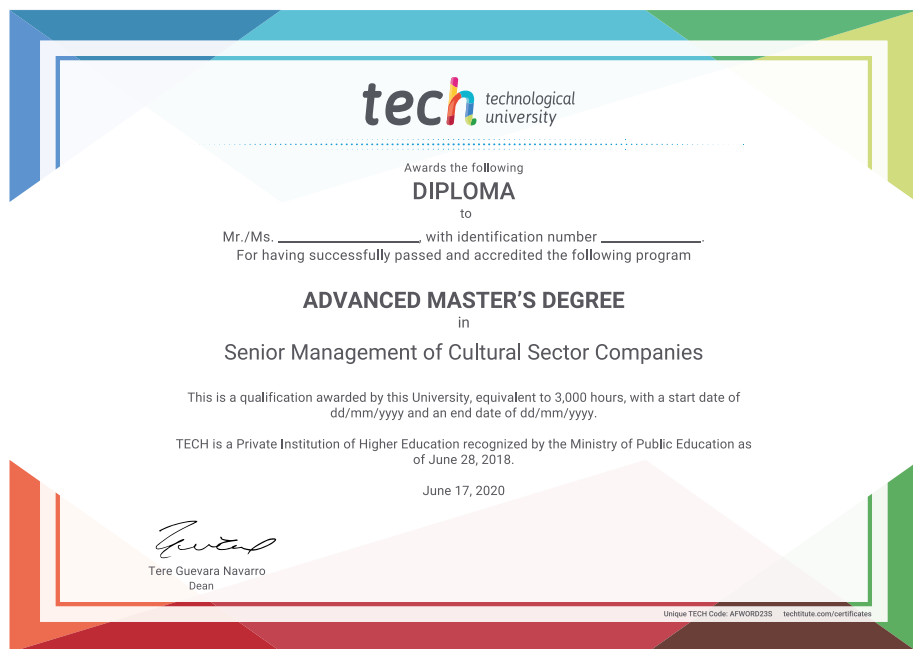 tech technological
university
Awards the following
DIPLOMA
to
Mr./Ms. ____________________, with identification number ______________.
For having successfully passed and accredited the following program
ADVANCED MASTER'S DEGREE
in
Senior Management of Cultural Sector Companies
This is a qualification awarded by this University, equivalent to 3,000 hours, with a start date of
dd/mm/yyyy and an end date of dd/mm/yyyy.
TECH is a Private Institution of Higher Education recognized by the Ministry of Public Education as
of June 28, 2018.
June 17, 2020
Tere Guevara Navarro
Dean
Unique TECH Code: AFWORD23S techtitute.com/certificates